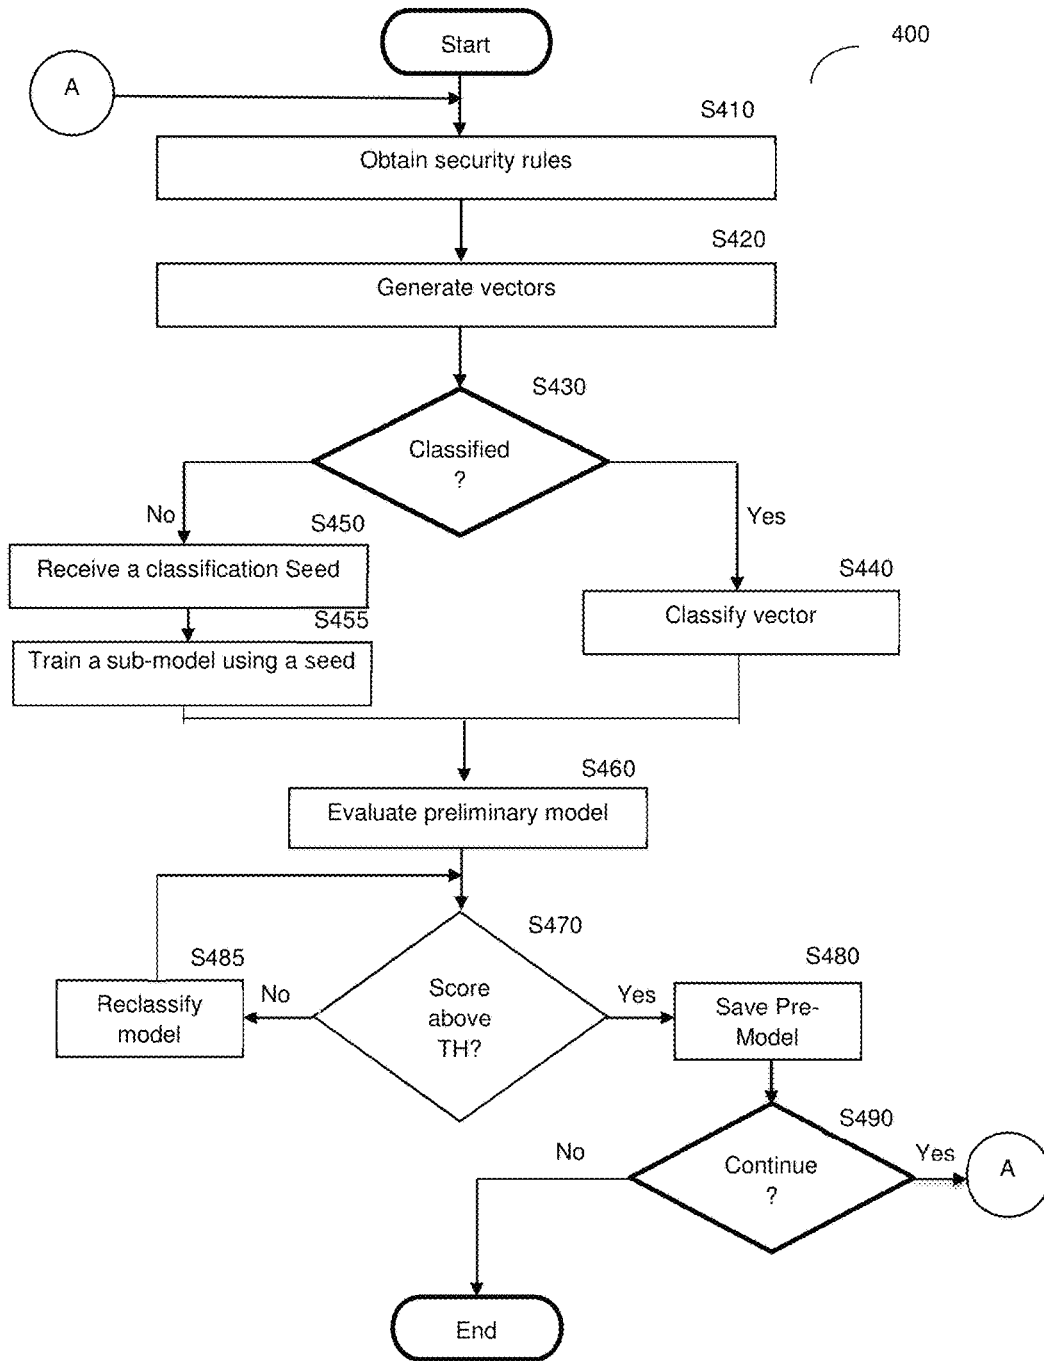 Start
400
A
S410
Obtain security rules
S420
Generate vectors
S430
Classified
?
No
Yes
S450
Receive a classification Seed
S440
Classify vector
S455
Train a sub-model using a seed
S460
Evaluate preliminary model
S470
S485
Reclassify
model
No
Score
above
TH?
Yes
S480
Save Pre-
Model
S490
No
Continue
?
Yes
A
End